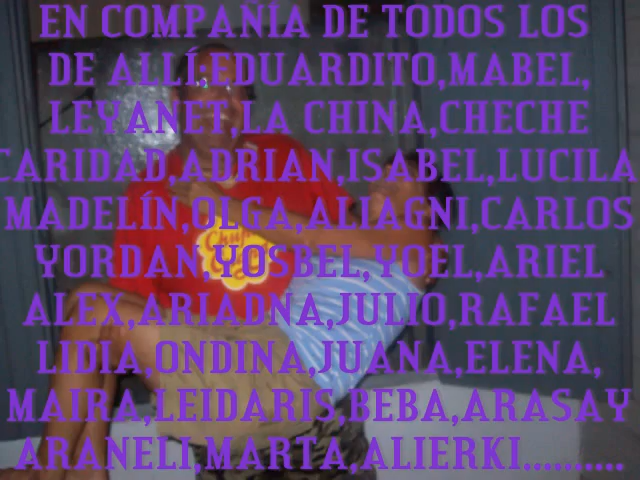 EN COMPAÑÍA DE TODOS LOS
DE ALLÍ:EDUARDITO,MABEL,
LEYANET,LA CHINA,CHECHE
CARIDAD,ADRIAN,ISABEL,LUCILA
MADELÍN,OLGA,ALIAGNI,CARLOS
YORDAN,YOSBEL,YOEL,ARIEL
ALEX,ARIADNA,JULIO,RAFAEL
LIDIA,ONDINA,JUANA,ELENA,
MAIRA,LEIDARIS,BEBA,ARASAY
ARANELI,MARTA,ALIERKI..........